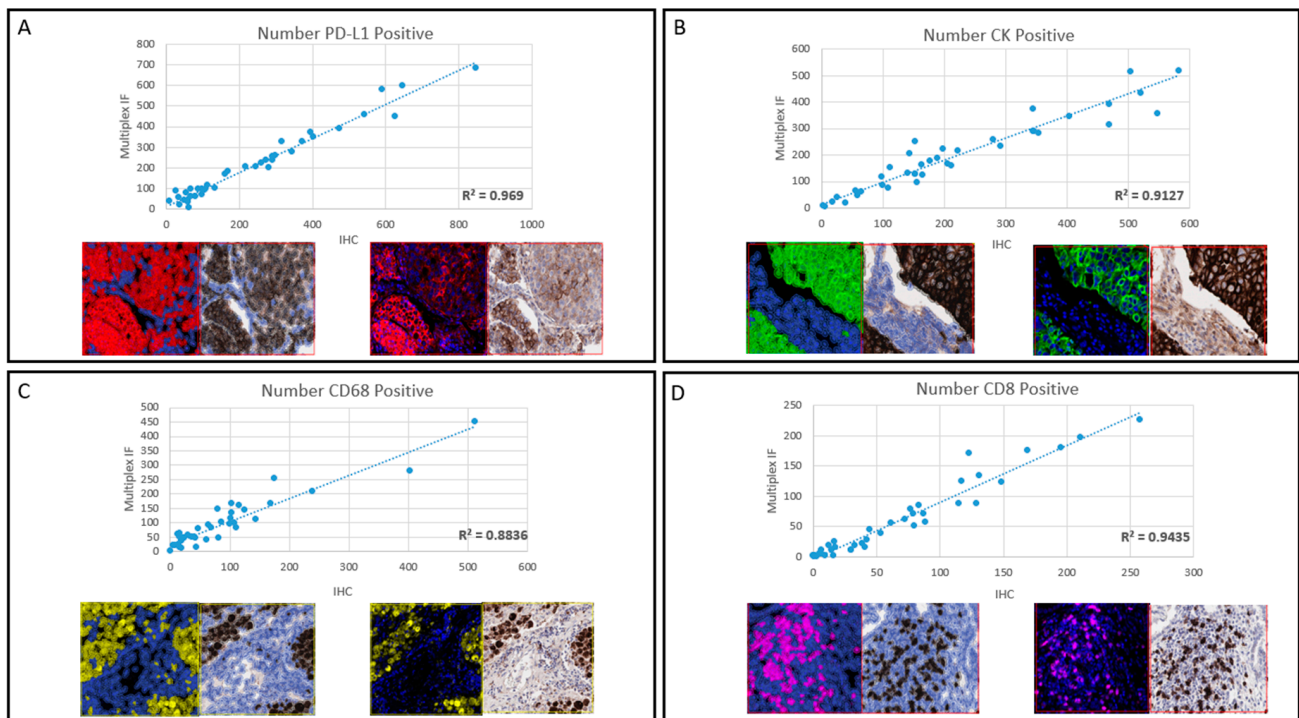 A
Number PD-L1 Positive
Multiplex IF
800
700
600
500
400
300
200
100
0
0 200 400 600 800 1000
R² = 0.969
IHC
B
Number CK Positive
Multiplex IF
600
500
400
300
200
100
0
0 100 200 300 400 500 600
R² = 0.9127
IHC
C
Number CD68 Positive
Multiplex IF
500
450
400
350
300
250
200
150
100
50
0
0 100 200 300 400 500 600
R² = 0.8836
IHC
D
Number CD8 Positive
Multiplex IF
250
200
150
100
50
0
0 50 100 150 200 250 300
R² = 0.9435
IHC